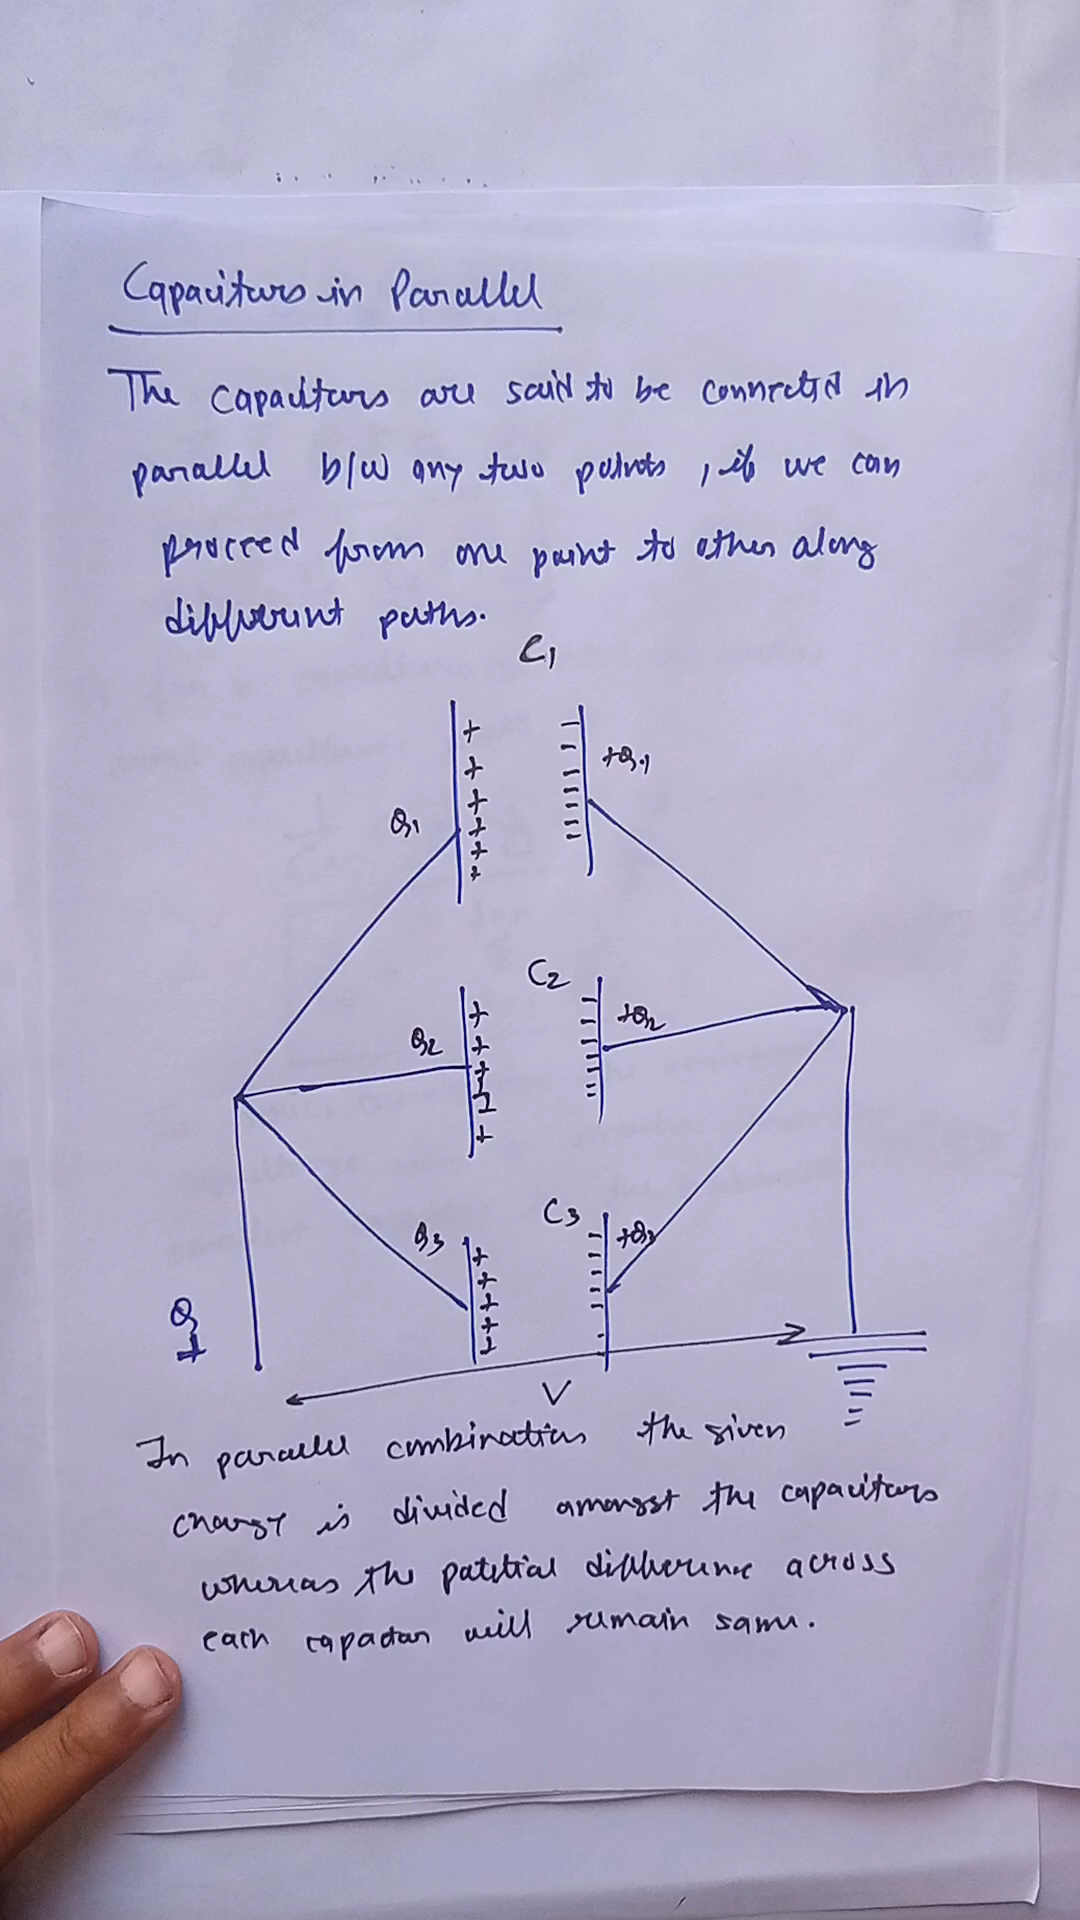 Capacitors in Parallel
The capacitors are said to be connected in
parallel b/w any two points, if we can
proceed from one point to other along
different paths.
C1
+Q1
Q1
C2
+Q2
Q2
C3
Q3
+Q3
Q
+
V
In parallel combination the given
charge is divided amongst the capacitors
whereas the potetial difference across
each capacitor will remain same.